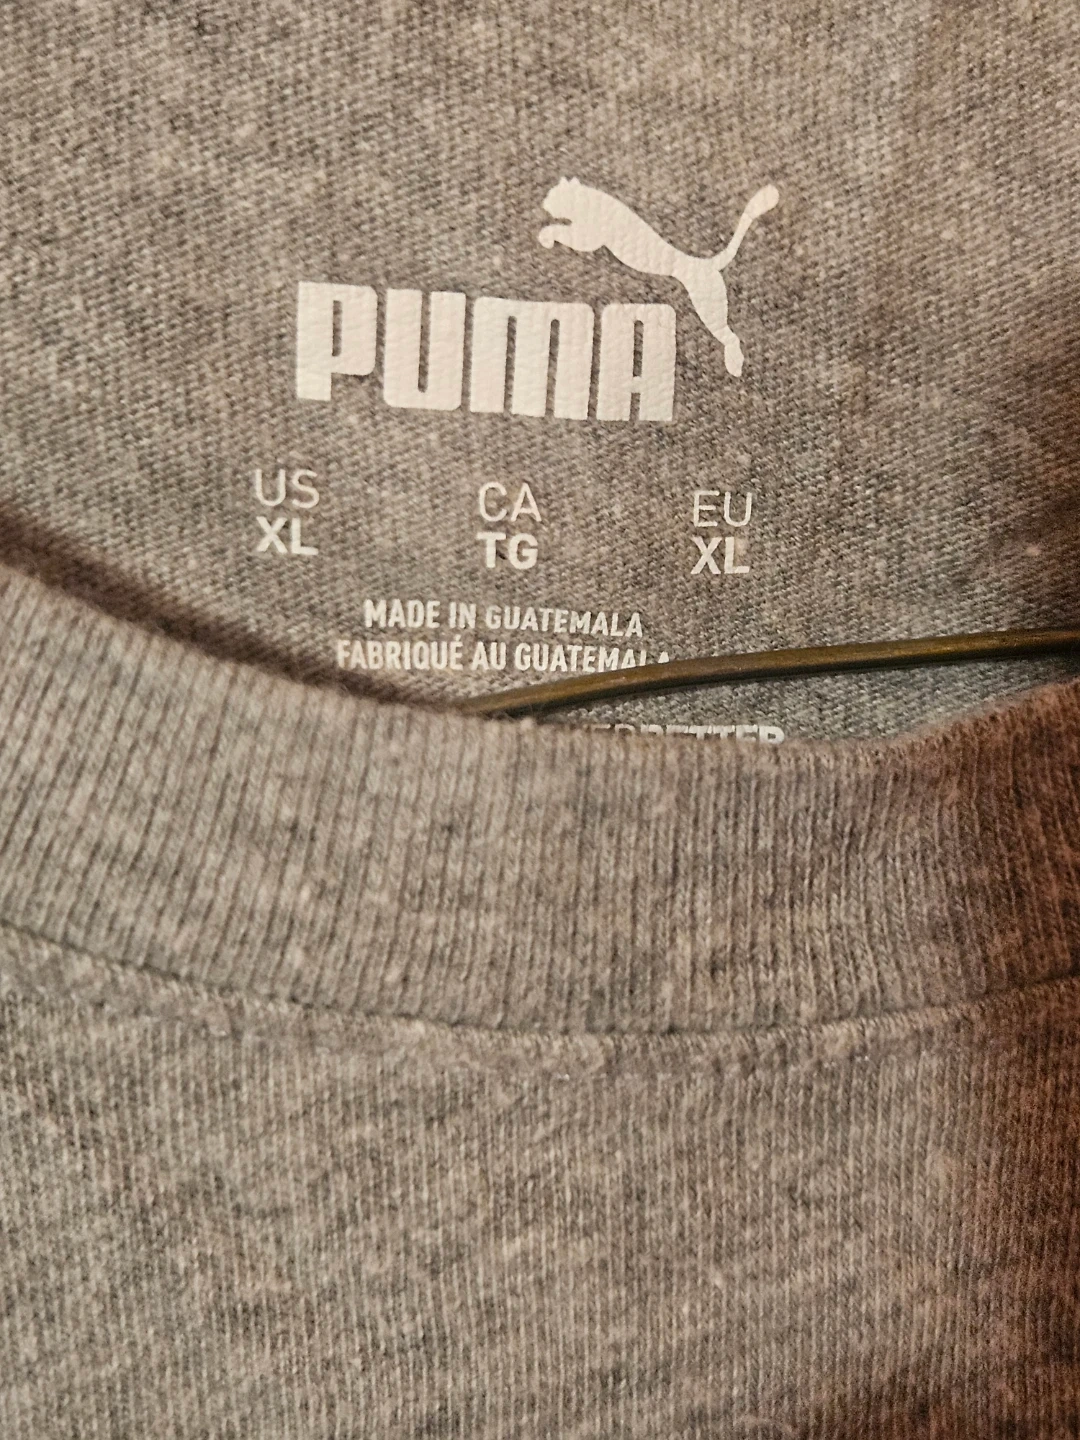 PUMA
US CA EU
XL TG XL
MADE IN GUATEMALA
FABRIQUÉ AU GUATEMALA